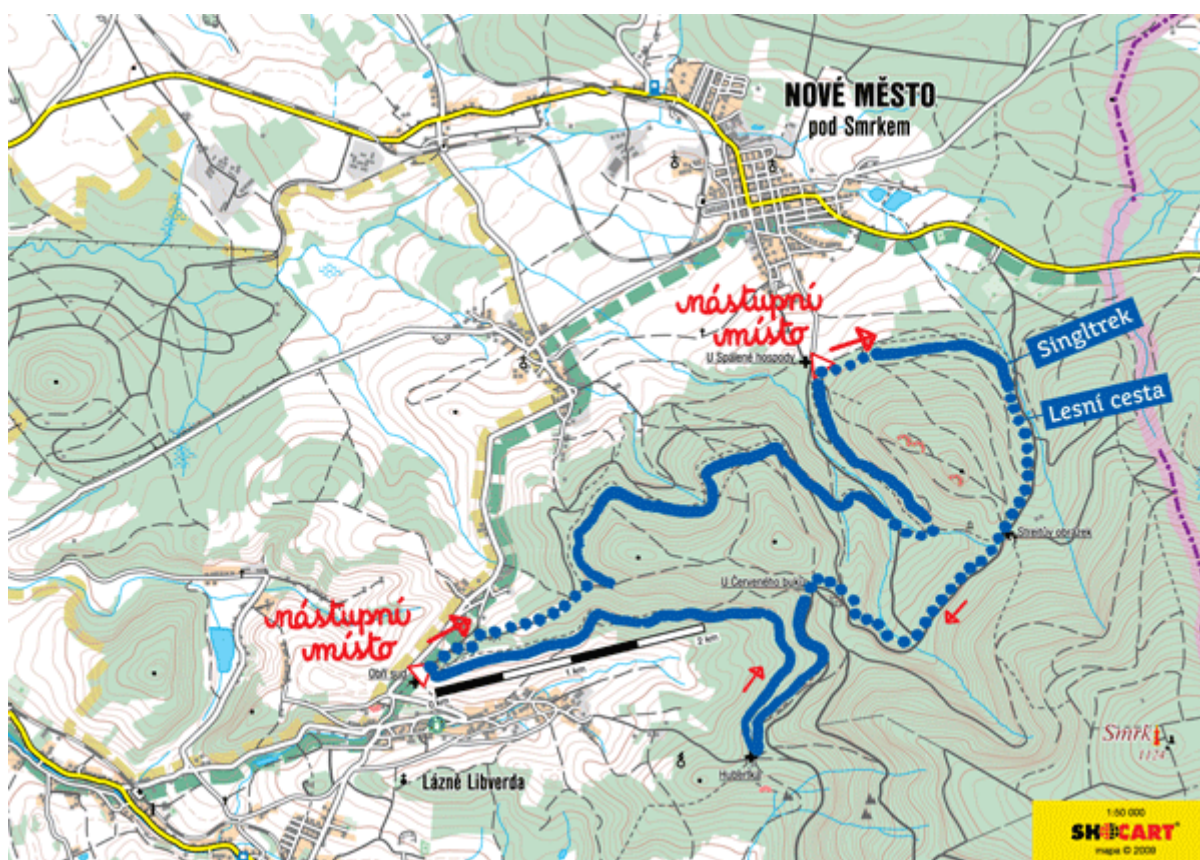 NOVÉ MĚSTO
pod Smrkem
nástupní
místo
U Spálené hospody
Singltrek
Lesní cesta
Streitův obrázek
U Červeného buku
nástupní
místo
Obří sud
1 km
2 km
Hubertka
Lázně Libverda
Smrk
1124
1:50 000
SHOCART
mapa © 2009